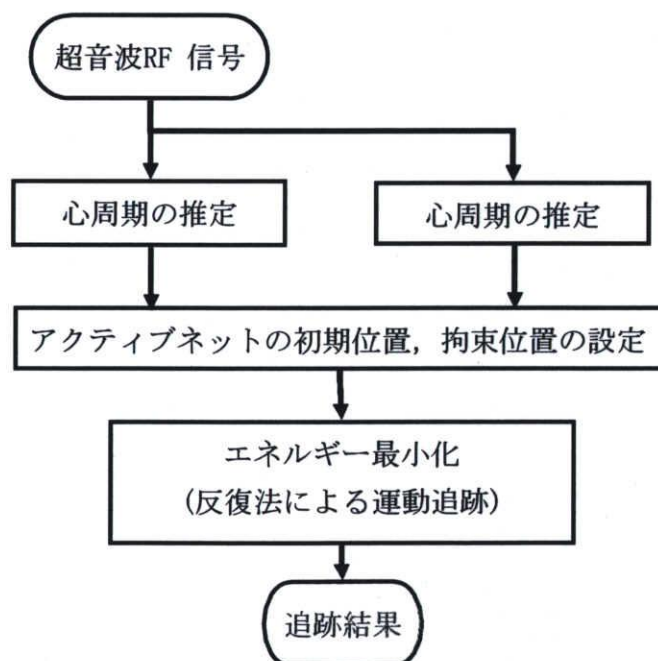 超音波RF 信号
心周期の推定
心周期の推定
アクティブネットの初期位置，拘束位置の設定
エネルギー最小化
(反復法による運動追跡)
追跡結果